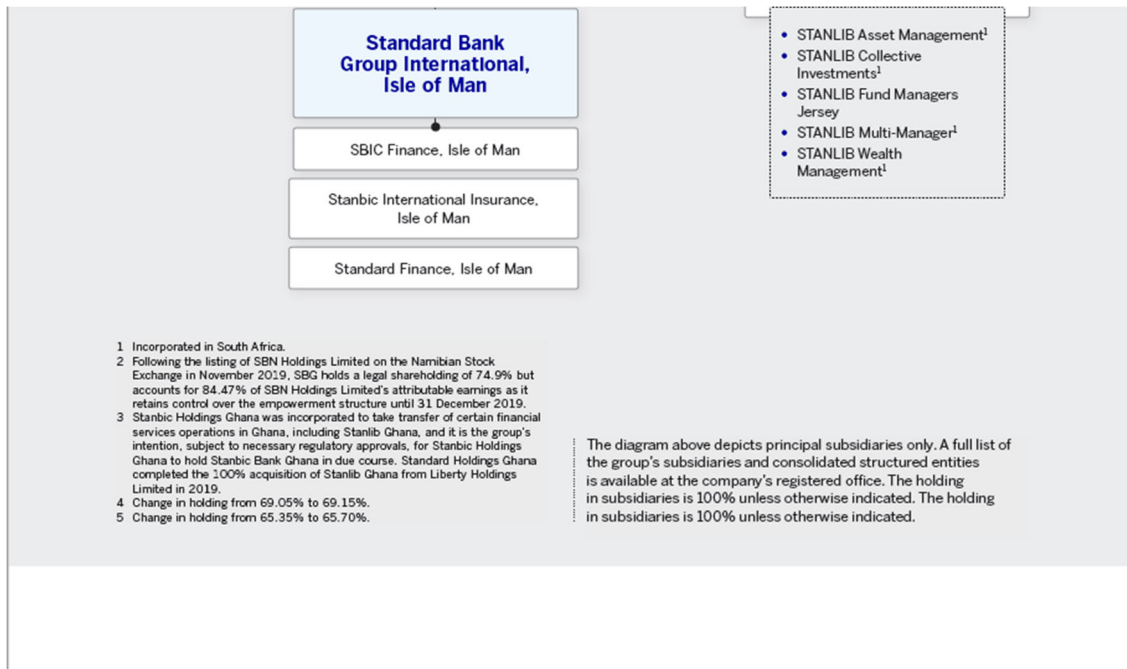 Standard Bank
Group International,
Isle of Man
SBIC Finance, Isle of Man
Stanbic International Insurance,
Isle of Man
Standard Finance, Isle of Man
• STANLIB Asset Management¹
• STANLIB Collective
Investments¹
• STANLIB Fund Managers
Jersey
• STANLIB Multi-Manager¹
• STANLIB Wealth
Management¹
1 Incorporated in South Africa.
2 Following the listing of SBN Holdings Limited on the Namibian Stock
Exchange in November 2019, SBG holds a legal shareholding of 74.9% but
accounts for 84.47% of SBN Holdings Limited's attributable earnings as it
retains control over the empowerment structure until 31 December 2019.
3 Stanbic Holdings Ghana was incorporated to take transfer of certain financial
services operations in Ghana, including Stanlib Ghana, and it is the group's
intention, subject to necessary regulatory approvals, for Stanbic Holdings
Ghana to hold Stanbic Bank Ghana in due course. Standard Holdings Ghana
completed the 100% acquisition of Stanlib Ghana from Liberty Holdings
Limited in 2019.
4 Change in holding from 69.05% to 69.15%.
5 Change in holding from 65.35% to 65.70%.
The diagram above depicts principal subsidiaries only. A full list of
the group's subsidiaries and consolidated structured entities
is available at the company's registered office. The holding
in subsidiaries is 100% unless otherwise indicated. The holding
in subsidiaries is 100% unless otherwise indicated.